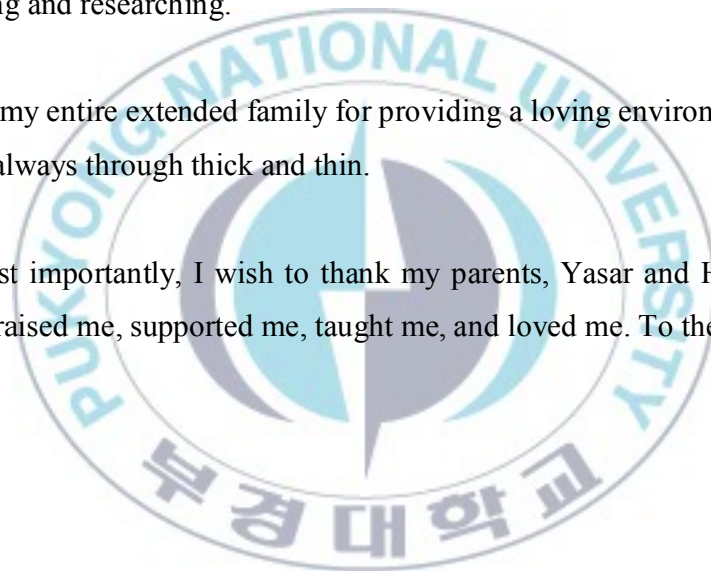 ng and researching.
my entire extended family for providing a loving environ
always through thick and thin.
st importantly, I wish to thank my parents, Yasar and H
raised me, supported me, taught me, and loved me. To the
PUKYONG NATIONAL UNIVERSITY
부경대학교